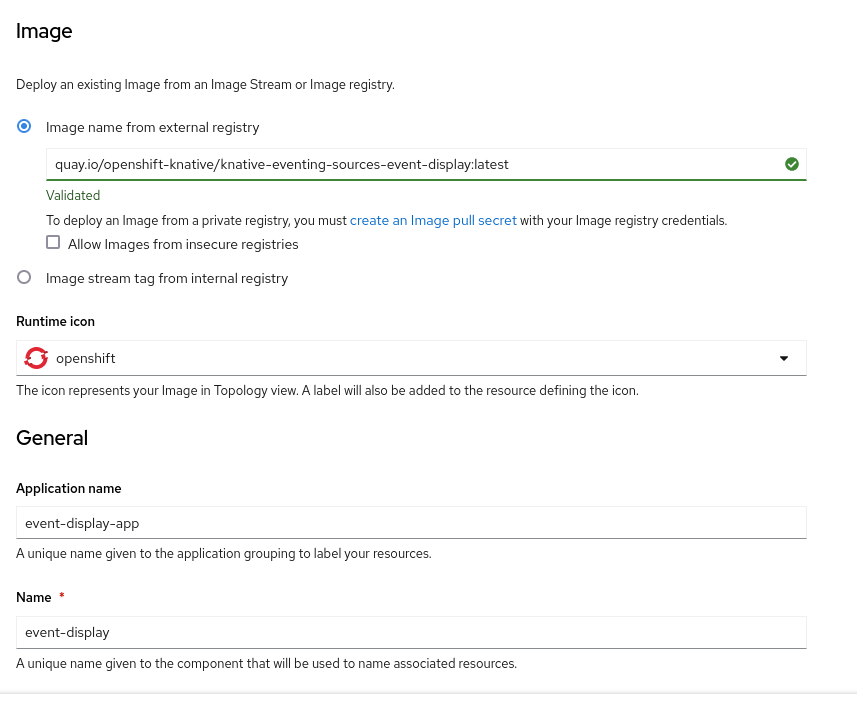 Image
Deploy an existing Image from an Image Stream or Image registry.
Image name from external registry
quay.io/openshift-knative/knative-eventing-sources-event-display:latest
Validated
To deploy an Image from a private registry, you must create an Image pull secret with your Image registry credentials.
Allow Images from insecure registries
Image stream tag from internal registry
Runtime icon
openshift
The icon represents your Image in Topology view. A label will also be added to the resource defining the icon.
General
Application name
event-display-app
A unique name given to the application grouping to label your resources.
Name *
event-display
A unique name given to the component that will be used to name associated resources.